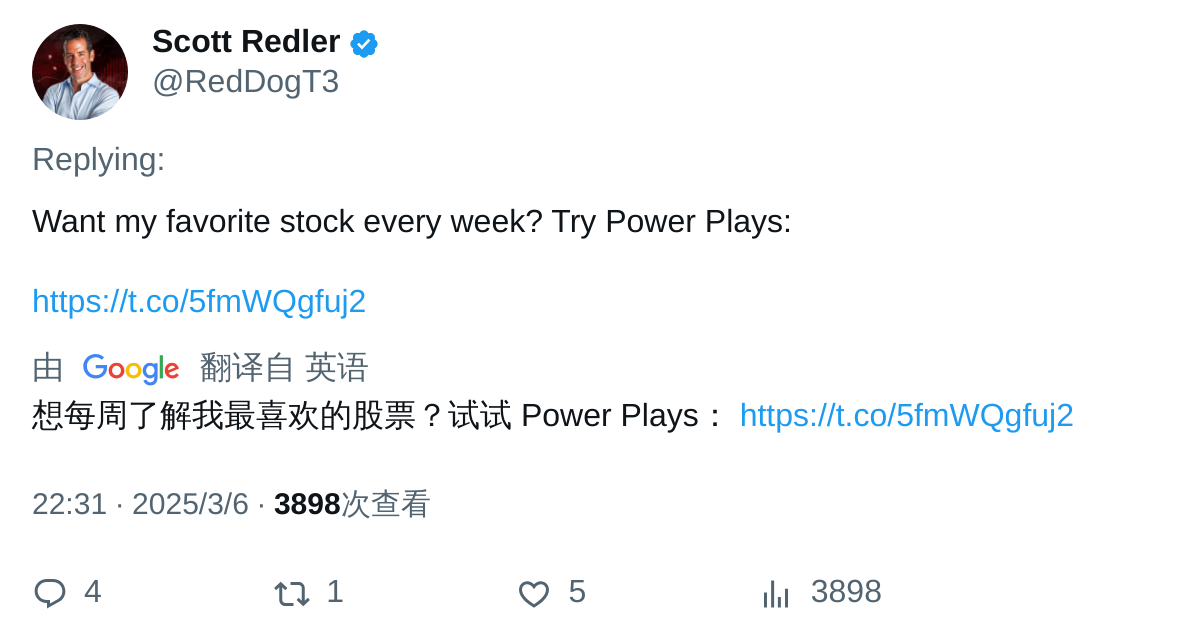 Scott Redler
@RedDogT3
Replying:
Want my favorite stock every week? Try Power Plays:
https://t.co/5fmWQgfuj2
由 Google 翻译自 英语
想每周了解我最喜欢的股票？试试 Power Plays： https://t.co/5fmWQgfuj2
22:31 · 2025/3/6 · 3898次查看
4 1 5 3898